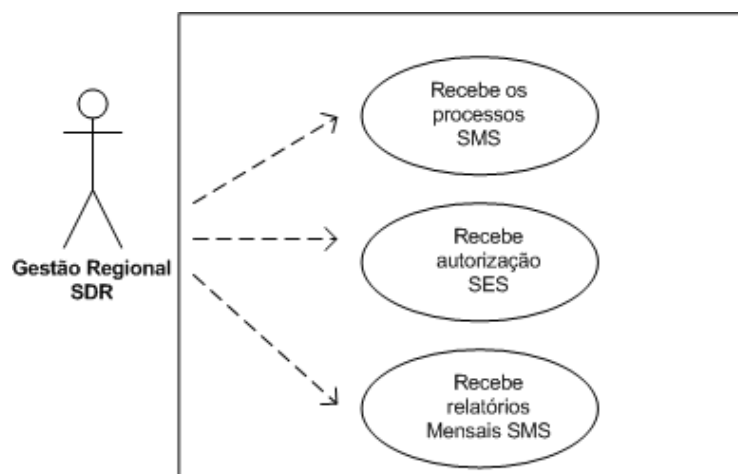 Recebe os
processos
SMS
Gestão Regional
SDR
Recebe
autorização
SES
Recebe
relatórios
Mensais SMS